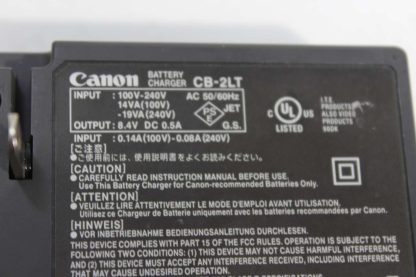 Canon BATTERY CHARGER CB-2LT
INPUT : 100V-240V AC 50/60Hz
14VA(100V)
-19VA(240V)
OUTPUT : 8.4V DC 0.5A
INPUT : 0.14A(100V)-0.08A(240V)
PS E JET
G.S.
C UL US
LISTED
I.T.E.
PRODUCTS
ALSO VIDEO
PRODUCTS
[ご注意]
●ご使用前には、使用説明書をよくお読みください。
[CAUTION]
●CAREFULLY READ INSTRUCTION MANUAL BEFORE USE.
Use This Battery Charger for Canon-recommended Batteries Only.
[ATTENTION]
●VEUILLEZ LIRE ATTENTIVEMENT LE MODE D'EMPLOI AVANT UTILISATION.
Utilisez ce Chargeur de Batterie uniquement avec les batteries Canon recommandées.
[HINWEIS]
●VOR INBETRIEBNAHME BEDIENUNGSANLEITUNG DURCHLESEN.
THIS DEVICE COMPLIES WITH PART 15 OF THE FCC RULES. OPERATION IS SUBJECT TO THE
TWO CONDITIONS: (1) THIS DEVICE MAY NOT CAUSE HARMFUL INTERFERENCE,
AND (2) THIS DEVICE MUST ACCEPT ANY INTERFERENCE RECEIVED, INCLUDING
INTERFERENCE THAT